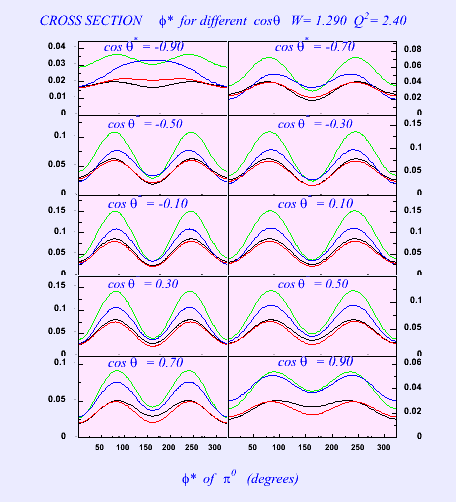 CROSS SECTION ϕ* for different cosθ W= 1.290 Q² = 2.40
cos θ* = -0.90
cos θ* = -0.70
0.04
0.03
0.02
0.01
0
0.08
0.06
0.04
0.02
0
cos θ = -0.50
cos θ = -0.30
0.1
0.05
0
0.15
0.1
0.05
0
cos θ = -0.10
cos θ = 0.10
0.15
0.1
0.05
0
0.15
0.1
0.05
0
cos θ = 0.30
cos θ = 0.50
0.15
0.1
0.05
0
0.1
0.05
0
cos θ = 0.70
cos θ = 0.90
0.1
0.05
0
0.06
0.04
0.02
0
50 100 150 200 250 300
50 100 150 200 250 300
ϕ* of π⁰ (degrees)